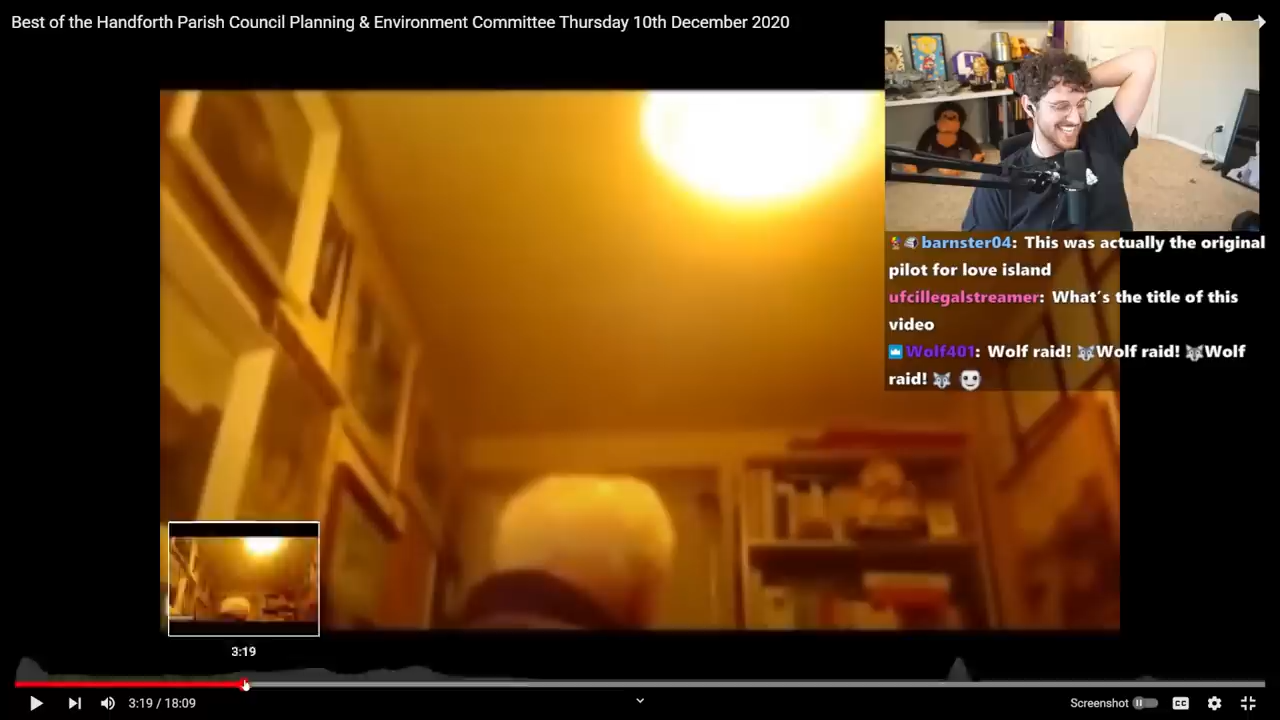 Best of the Handforth Parish Council Planning & Environment Committee Thursday 10th December 2020
barnster04: This was actually the original
pilot for love island
ufcillegalstreamer: What's the title of this
video
Wolf401: Wolf raid! 🐺Wolf raid! 🐺Wolf
raid! 🐺
3:19
3:19 / 18:09
Screenshot
CC